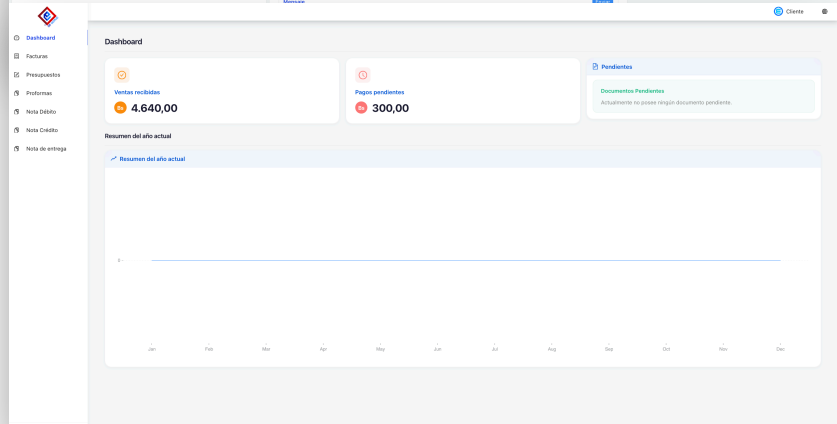 Mensaje
Cliente
Dashboard
Facturas
Presupuestos
Proformas
Nota Débito
Nota Crédito
Nota de entrega
Dashboard
Ventas recibidas
Bs 4.640,00
Pagos pendientes
Bs 300,00
Pendientes
Documentos Pendientes
Actualmente no posee ningún documento pendiente.
Resumen del año actual
Resumen del año actual
0
Jan Feb Mar Apr May Jun Jul Aug Sep Oct Nov Dec